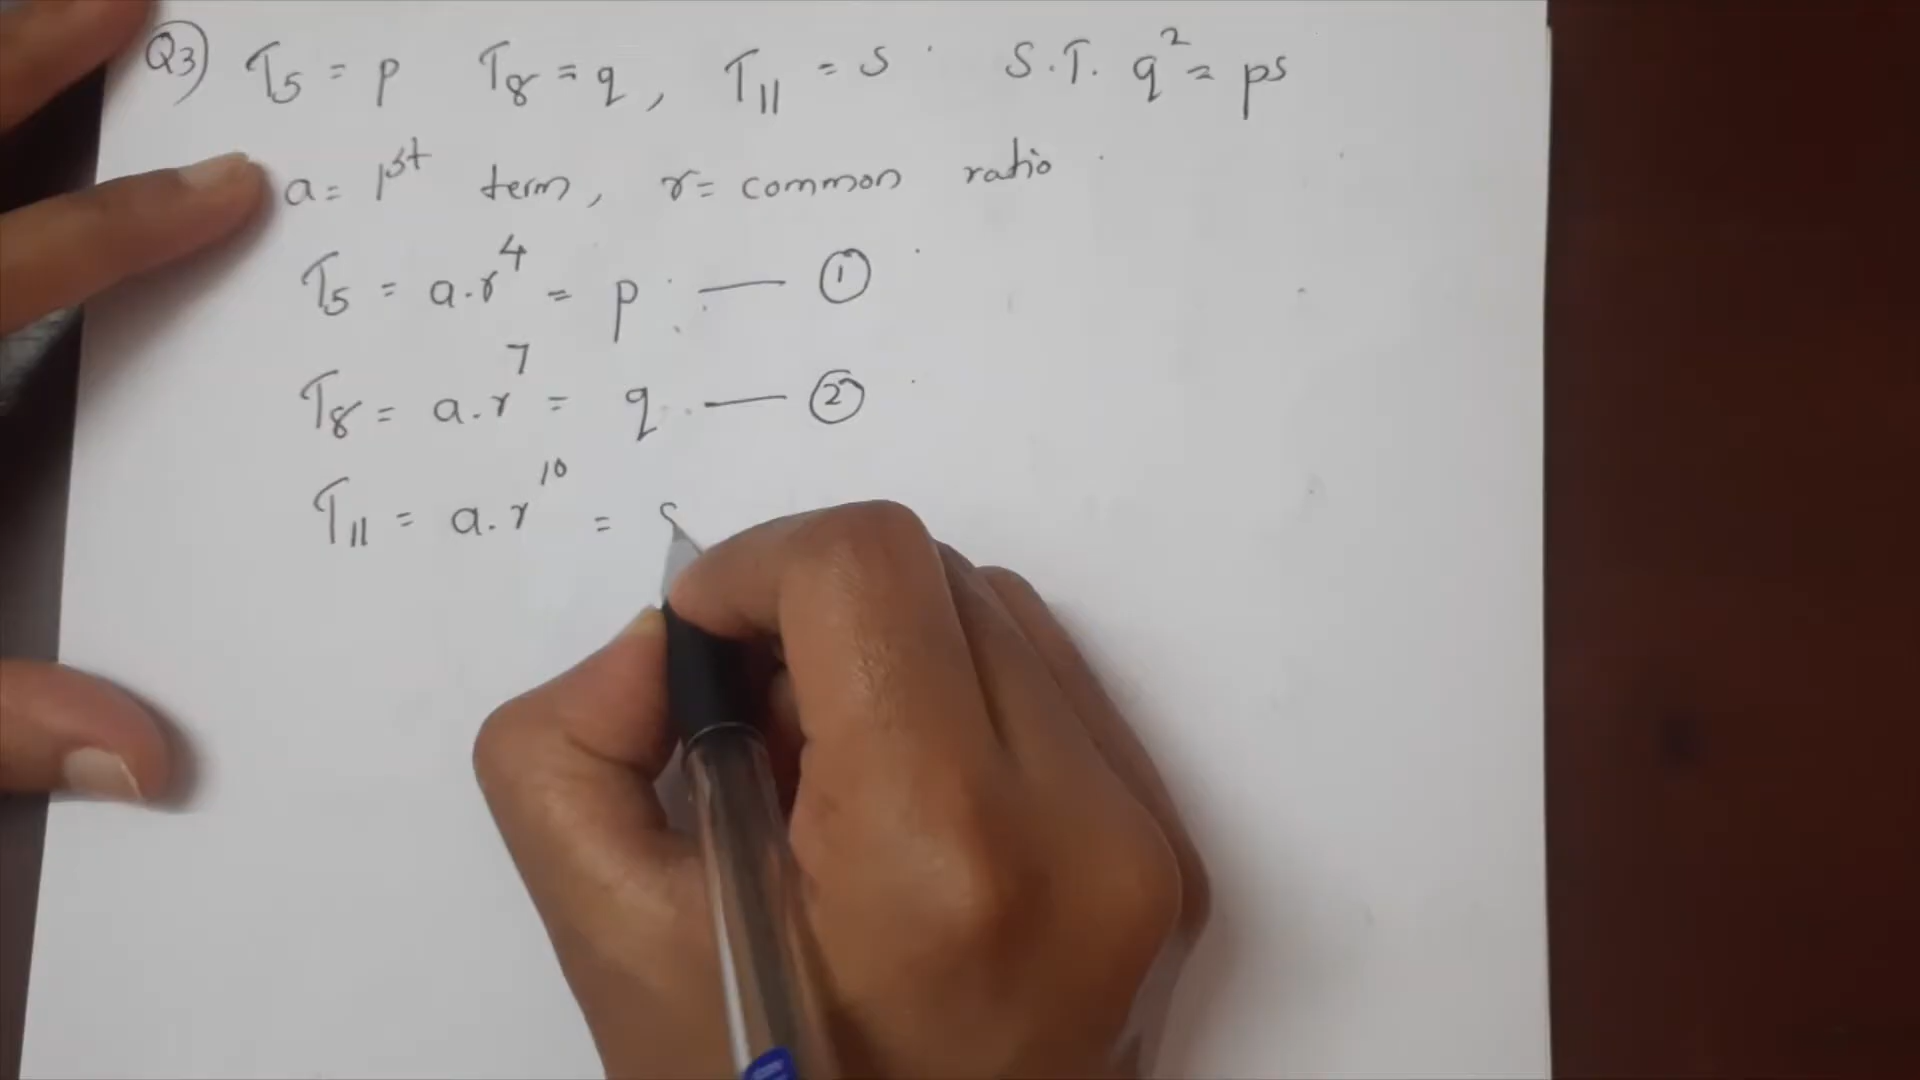 Q3) T₅ = p T₈ = q, T₁₁ = s S.T. q² = ps
a = 1st term, r = common ratio
T₅ = a.r⁴ = p — ①
T₈ = a.r⁷ = q — ②
T₁₁ = a.r¹⁰ = s